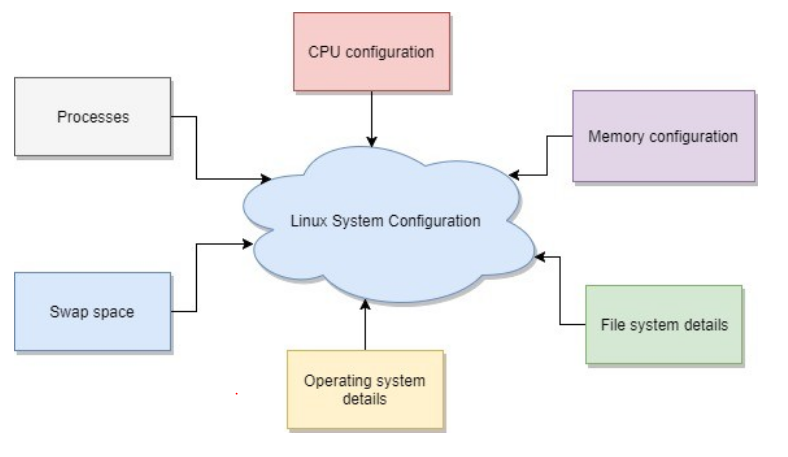 CPU configuration
Processes
Memory configuration
Linux System Configuration
Swap space
File system details
Operating system
details